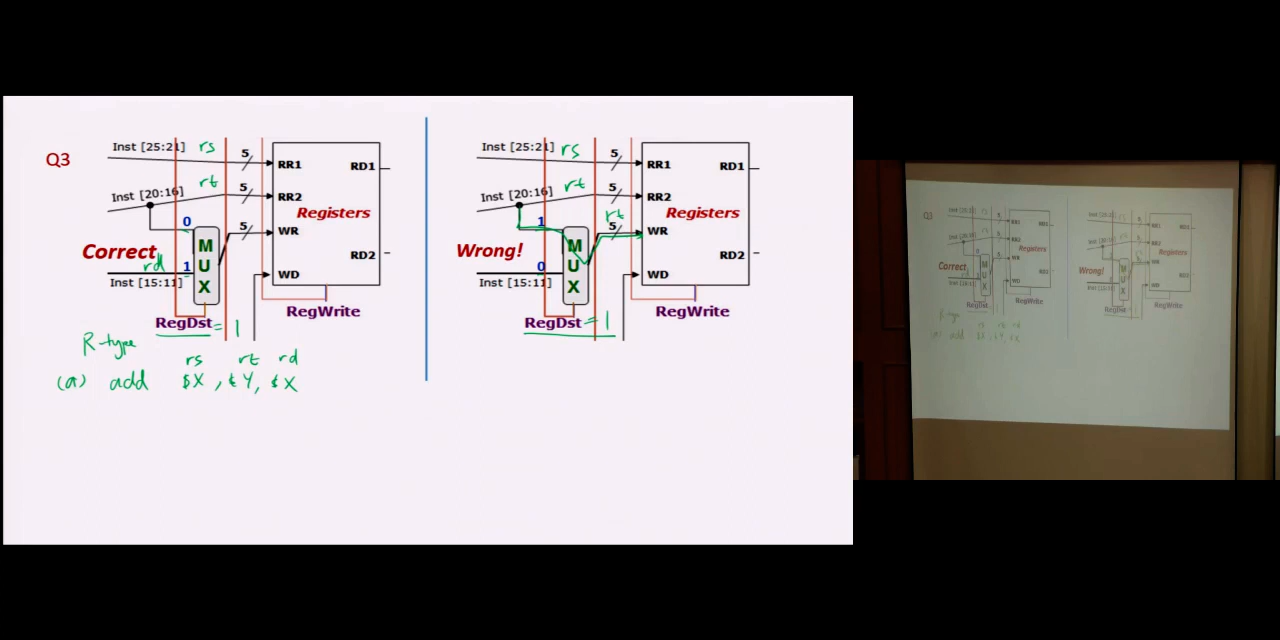 Q3
Inst [25:21] rs 5 RR1 RD1
Inst [20:16] rt 5 RR2
Registers
0 5 WR
Correct rd 1 MUX RD2
Inst [15:11] WD
RegDst = 1 RegWrite
R-type
rs rt rd
(a) add $X, $Y, $X
Inst [25:21] rs 5 RR1 RD1
Inst [20:16] rt 5 RR2
rt Registers
1 5 WR
Wrong! 0 MUX RD2
Inst [15:11] WD
RegDst = 1 RegWrite